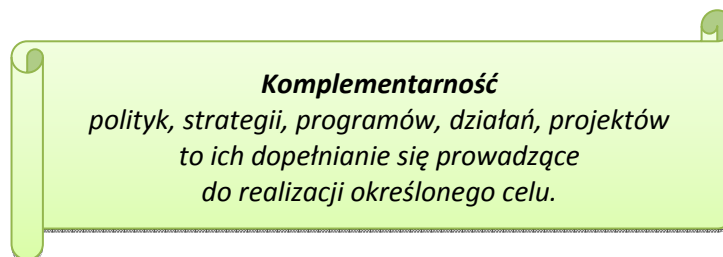 Komplementarność
polityk, strategii, programów, działań, projektów
to ich dopełnianie się prowadzące
do realizacji określonego celu.